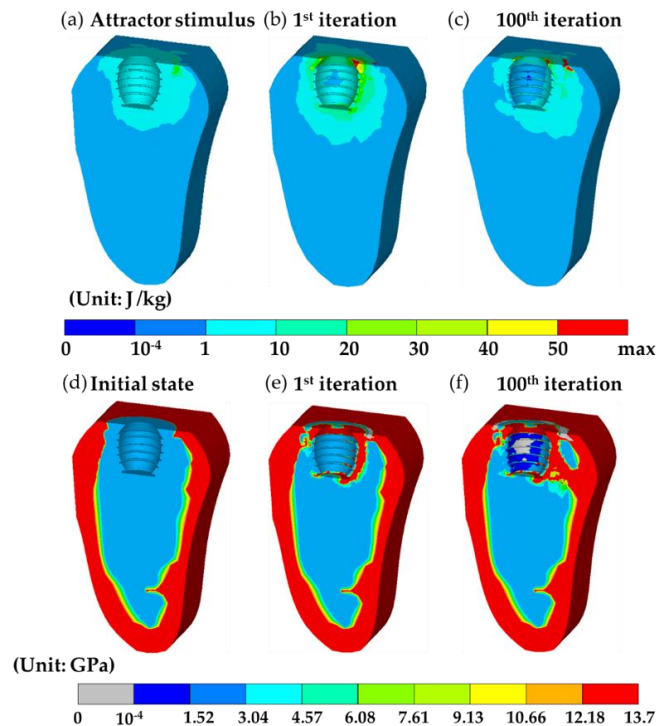 (a) Attractor stimulus (b) 1st iteration (c) 100th iteration
(Unit: J/kg)
0 10-4 1 10 20 30 40 50 max
(d) Initial state (e) 1st iteration (f) 100th iteration
(Unit: GPa)
0 10-4 1.52 3.04 4.57 6.08 7.61 9.13 10.66 12.18 13.7